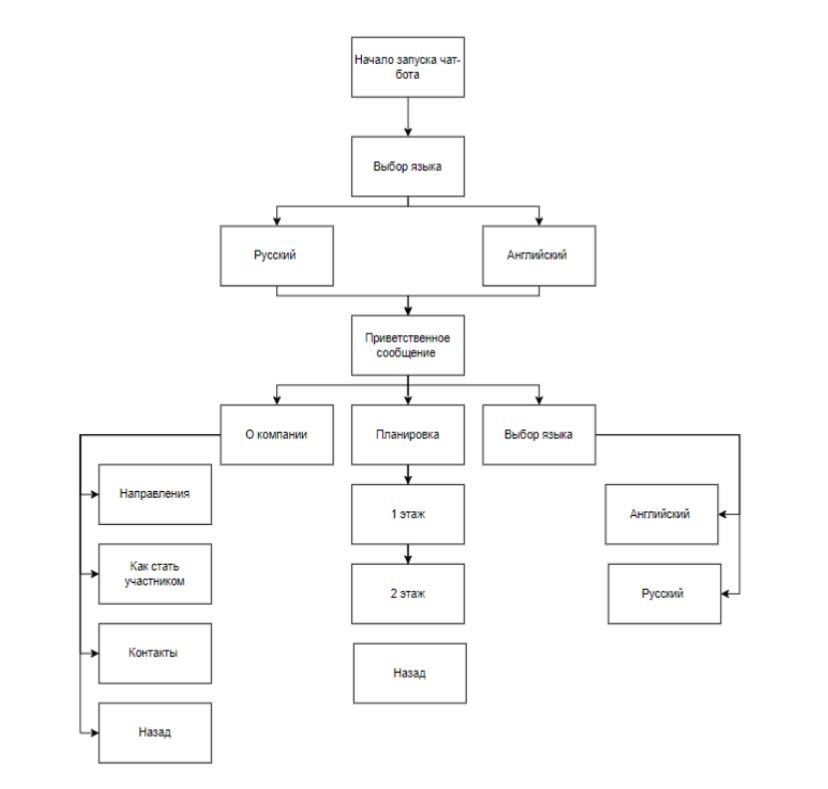 Начало запуска чат-
бота
Выбор языка
Русский
Английский
Приветственное
сообщение
О компании
Планировка
Выбор языка
Направления
1 этаж
Английский
Как стать
участником
2 этаж
Русский
Контакты
Назад
Назад